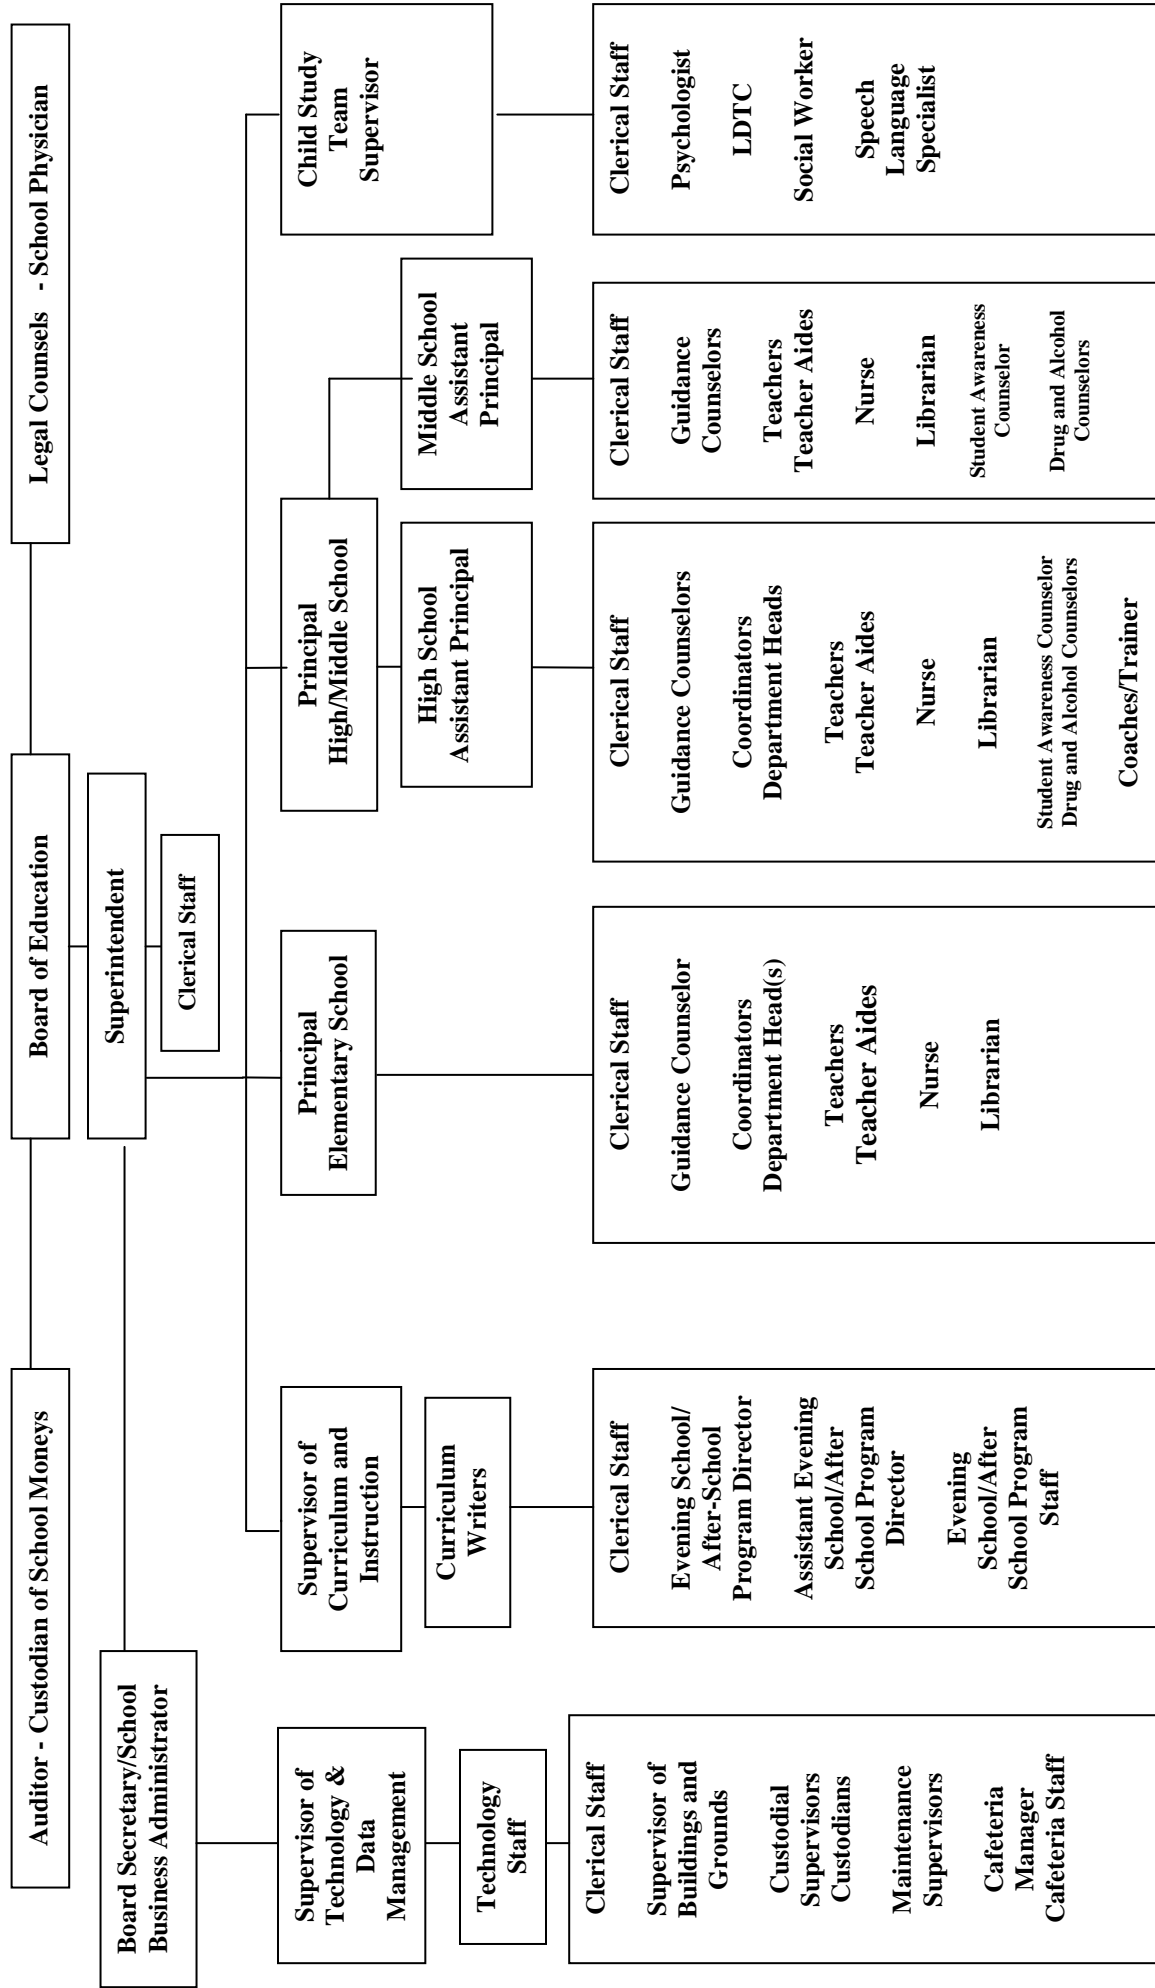 Auditor - Custodian of School Moneys
Board of Education
Legal Counsels - School Physician
Superintendent
Clerical Staff
Board Secretary/School
Business Administrator
Supervisor of
Technology &
Data
Management
Technology
Staff
Clerical Staff
Supervisor of
Buildings and
Grounds
Custodial
Supervisors
Custodians
Maintenance
Supervisors
Cafeteria
Manager
Cafeteria Staff
Supervisor of
Curriculum and
Instruction
Curriculum
Writers
Clerical Staff
Evening School/
After-School
Program Director
Assistant Evening
School/After
School Program
Director
Evening
School/After
School Program
Staff
Principal
Elementary School
Clerical Staff
Guidance Counselor
Coordinators
Department Head(s)
Teachers
Teacher Aides
Nurse
Librarian
Principal
High/Middle School
High School
Assistant Principal
Clerical Staff
Guidance Counselors
Coordinators
Department Heads
Teachers
Teacher Aides
Nurse
Librarian
Student Awareness Counselor
Drug and Alcohol Counselors
Coaches/Trainer
Middle School
Assistant
Principal
Clerical Staff
Guidance
Counselors
Teachers
Teacher Aides
Nurse
Librarian
Student Awareness
Counselor
Drug and Alcohol
Counselors
Child Study
Team
Supervisor
Clerical Staff
Psychologist
LDTC
Social Worker
Speech
Language
Specialist